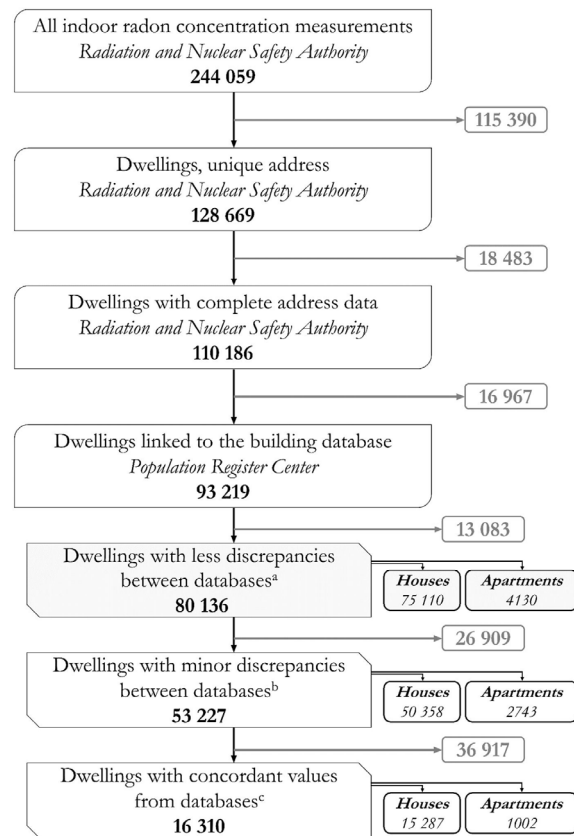 All indoor radon concentration measurements
Radiation and Nuclear Safety Authority
244 059
115 390
Dwellings, unique address
Radiation and Nuclear Safety Authority
128 669
18 483
Dwellings with complete address data
Radiation and Nuclear Safety Authority
110 186
16 967
Dwellings linked to the building database
Population Register Center
93 219
13 083
Dwellings with less discrepancies
between databasesᵃ
80 136
Houses
75 110
Apartments
4130
26 909
Dwellings with minor discrepancies
between databasesᵇ
53 227
Houses
50 358
Apartments
2743
36 917
Dwellings with concordant values
from databasesᶜ
16 310
Houses
15 287
Apartments
1002